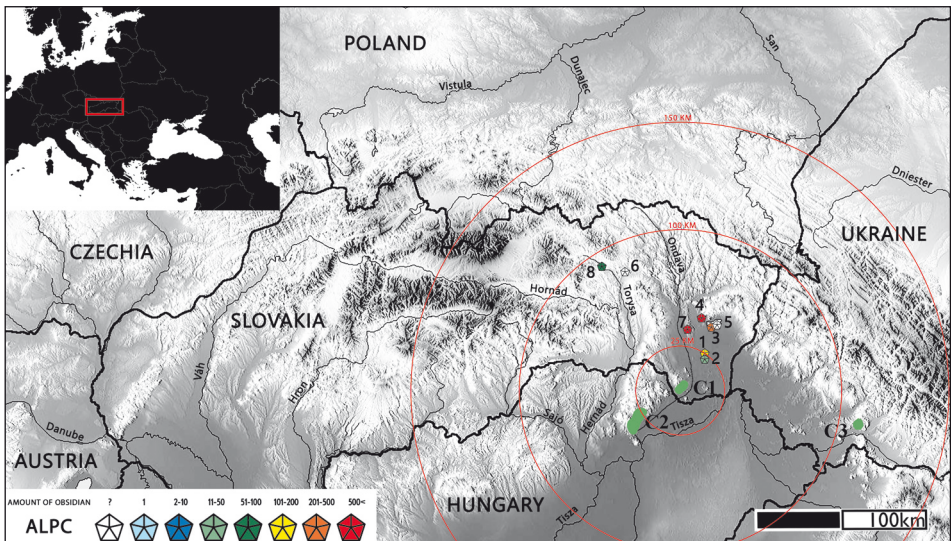 POLAND
San
Dunajec
Vistula
150 KM
Dniester
UKRAINE
CZECHIA
100 KM
Ondava
8
6
Hornád
Torysa
SLOVAKIA
4
7
5
3
1
2
Váh
Hron
C1
Sajó
Hernád
C2
Tisza
C3
Danube
AUSTRIA
HUNGARY
Tisza
AMOUNT OF OBSIDIAN ? 1 2-10 11-50 51-100 101-200 201-500 500<
ALPC
100km